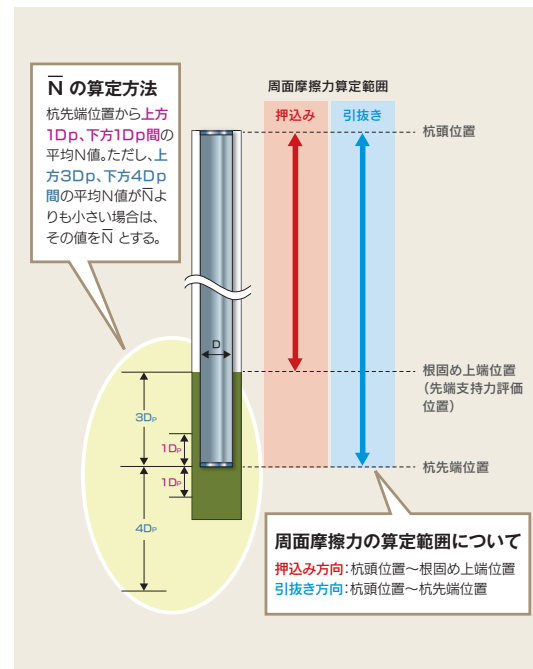 N̅ の算定方法
杭先端位置から上方
1Dp、下方1Dp間の
平均N値。ただし、上
方3Dp、下方4Dp
間の平均N値がN̅よ
りも小さい場合は、
その値をN̅ とする。
周面摩擦力算定範囲
押込み
引抜き
杭頭位置
D
根固め上端位置
(先端支持力評価
位置)
3DP
1DP
杭先端位置
1DP
4DP
周面摩擦力の算定範囲について
押込み方向:杭頭位置〜根固め上端位置
引抜き方向:杭頭位置〜杭先端位置